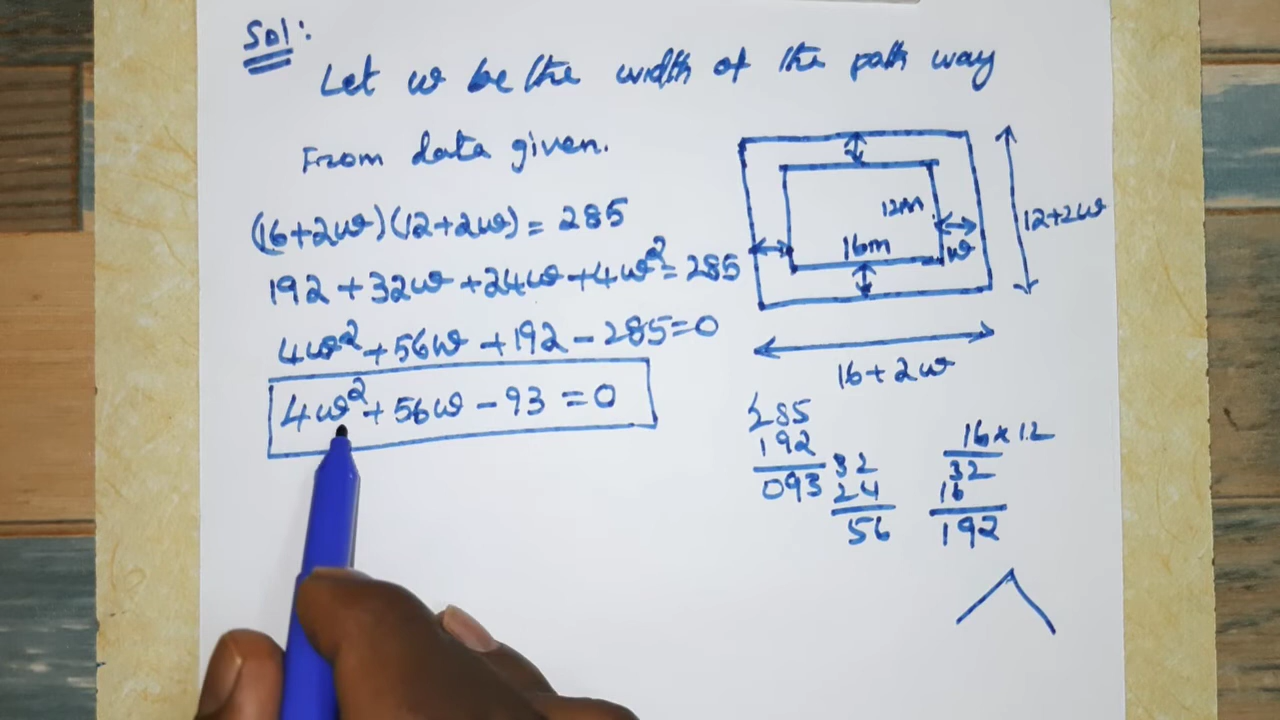 Sol:
Let w be the width of the path way
From data given.
(16+2w)(12+2w) = 285
192 + 32w + 24w + 4w² = 285
4w² + 56w + 192 - 285 = 0
4w² + 56w - 93 = 0
12m
16m
w
12+2w
16+2w
285
192
093
32
24
56
16 x 12
32
16
192